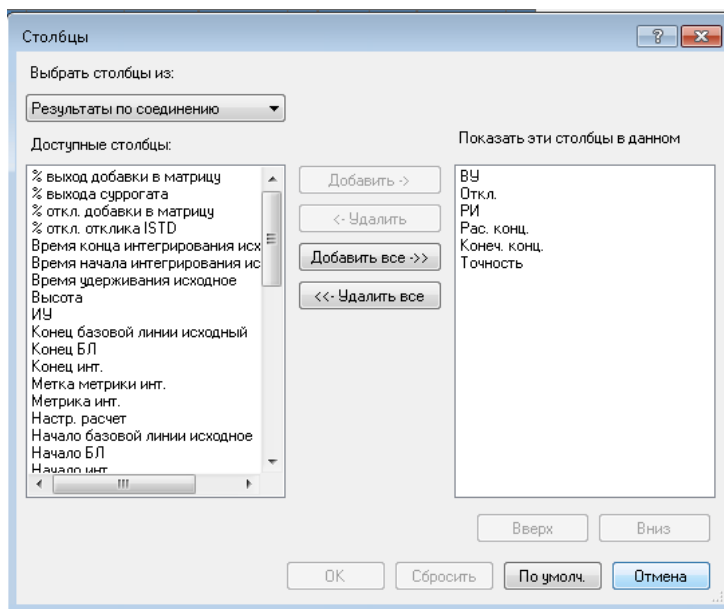 Столбцы
Выбрать столбцы из:
Результаты по соединению
Доступные столбцы:
% выход добавки в матрицу
% выхода суррогата
% откл. добавки в матрицу
% откл. отклика ISTD
Время конца интегрирования исх
Время начала интегрирования ис
Время удерживания исходное
Высота
ИУ
Конец базовой линии исходный
Конец БЛ
Конец инт.
Метка метрики инт.
Метрика инт.
Настр. расчет
Начало базовой линии исходное
Начало БЛ
Начало инт
Добавить ->
<- Удалить
Добавить все ->>
<<- Удалить все
Показать эти столбцы в данном
ВУ
Откл.
РИ
Рас. конц.
Конеч. конц.
Точность
Вверх
Вниз
OK
Сбросить
По умолч.
Отмена